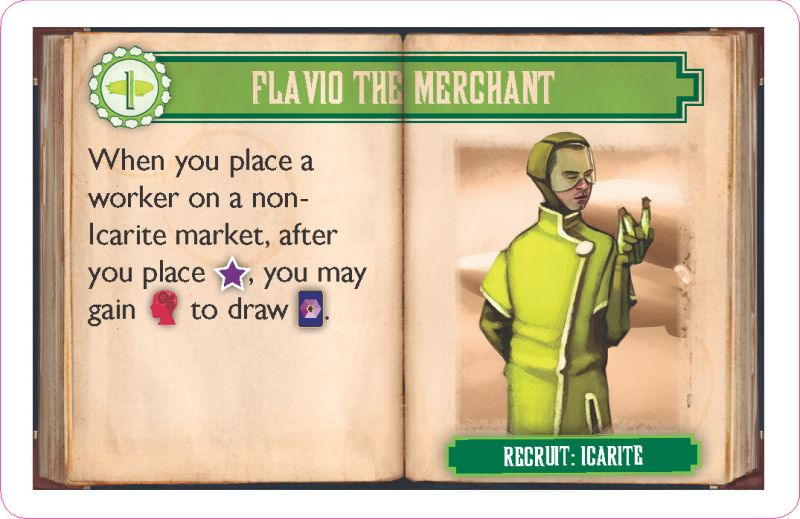 FLAVIO THE MERCHANT
When you place a
worker on a non-
Icarite market, after
you place , you may
gain to draw .
RECRUIT: ICARITE